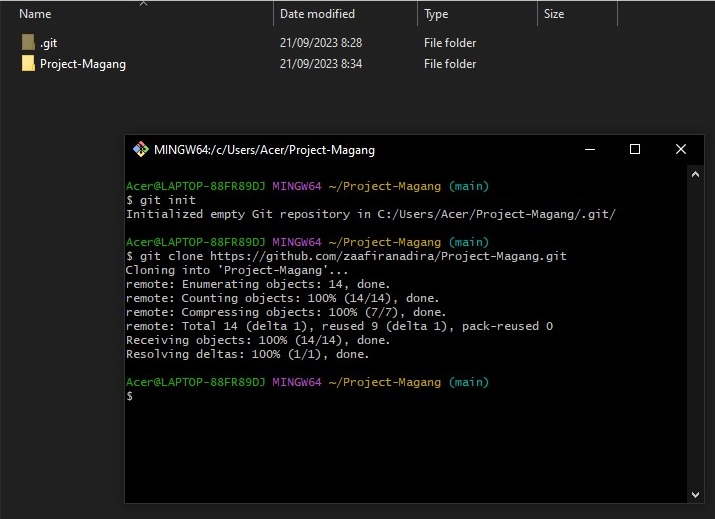 Name Date modified Type Size
.git 21/09/2023 8:28 File folder
Project-Magang 21/09/2023 8:34 File folder
MINGW64:/c/Users/Acer/Project-Magang
Acer@LAPTOP-88FR89DJ MINGW64 ~/Project-Magang (main)
$ git init
Initialized empty Git repository in C:/Users/Acer/Project-Magang/.git/
Acer@LAPTOP-88FR89DJ MINGW64 ~/Project-Magang (main)
$ git clone https://github.com/zaafiranadira/Project-Magang.git
Cloning into 'Project-Magang'...
remote: Enumerating objects: 14, done.
remote: Counting objects: 100% (14/14), done.
remote: Compressing objects: 100% (7/7), done.
remote: Total 14 (delta 1), reused 9 (delta 1), pack-reused 0
Receiving objects: 100% (14/14), done.
Resolving deltas: 100% (1/1), done.
Acer@LAPTOP-88FR89DJ MINGW64 ~/Project-Magang (main)
$